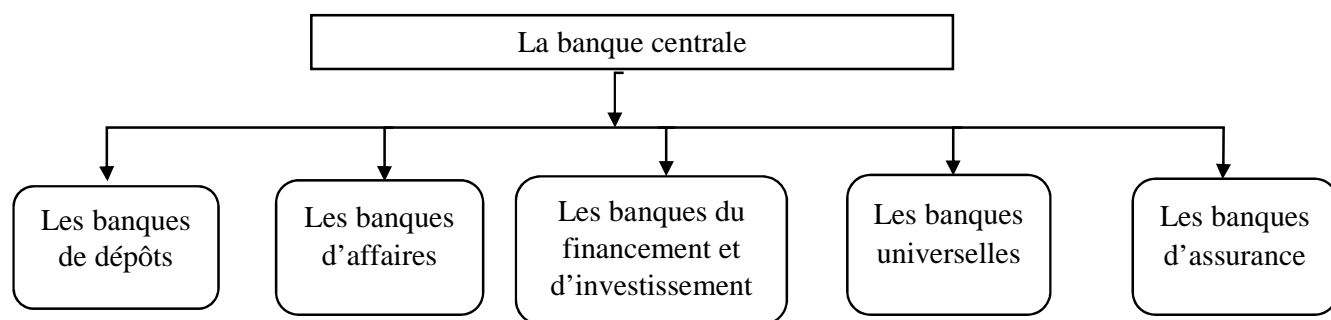 La banque centrale
Les banques
de dépôts
Les banques
d’affaires
Les banques du
financement et
d’investissement
Les banques
universelles
Les banques
d’assurance